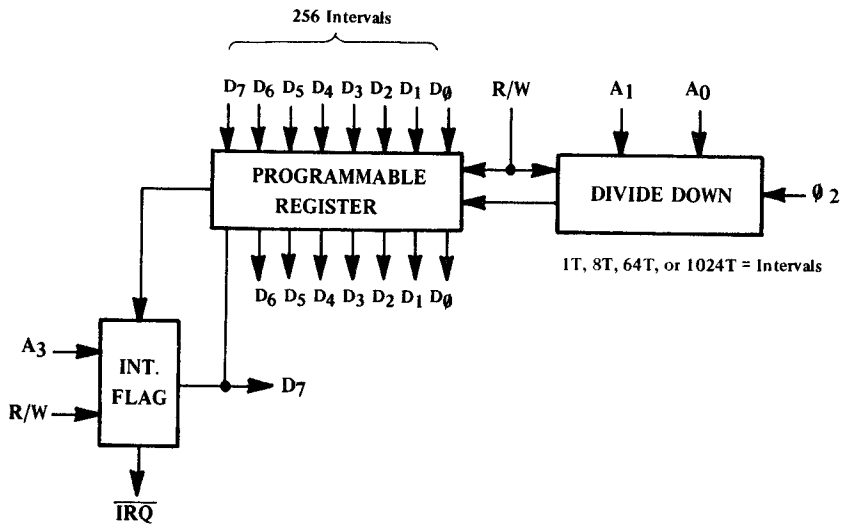 256 Intervals
D7 D6 D5 D4 D3 D2 D1 D∅ R/W A1 A0
PROGRAMMABLE
REGISTER
DIVIDE DOWN
∅2
1T, 8T, 64T, or 1024T = Intervals
D6 D5 D4 D3 D2 D1 D∅
A3
INT.
FLAG
D7
R/W
IRQ